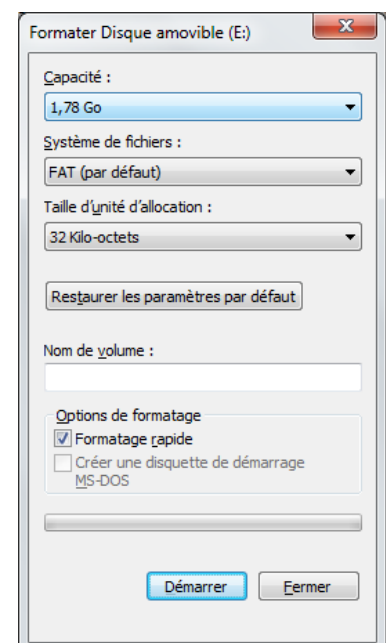 Formater Disque amovible (E:)
Capacité :
1,78 Go
Système de fichiers :
FAT (par défaut)
Taille d'unité d'allocation :
32 Kilo-octets
Restaurer les paramètres par défaut
Nom de volume :
Options de formatage
Formatage rapide
Créer une disquette de démarrage
MS-DOS
Démarrer
Fermer